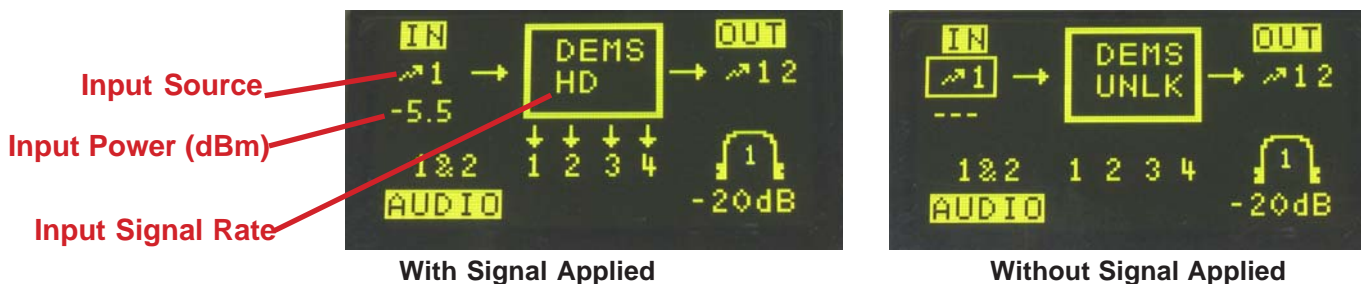 Input Source
Input Power (dBm)
Input Signal Rate
IN DEMS OUT
1 HD 12
-5.5
1&2 1 2 3 4 1
AUDIO -20dB
With Signal Applied
IN DEMS OUT
1 UNLK 12
---
1&2 1 2 3 4 1
AUDIO -20dB
Without Signal Applied